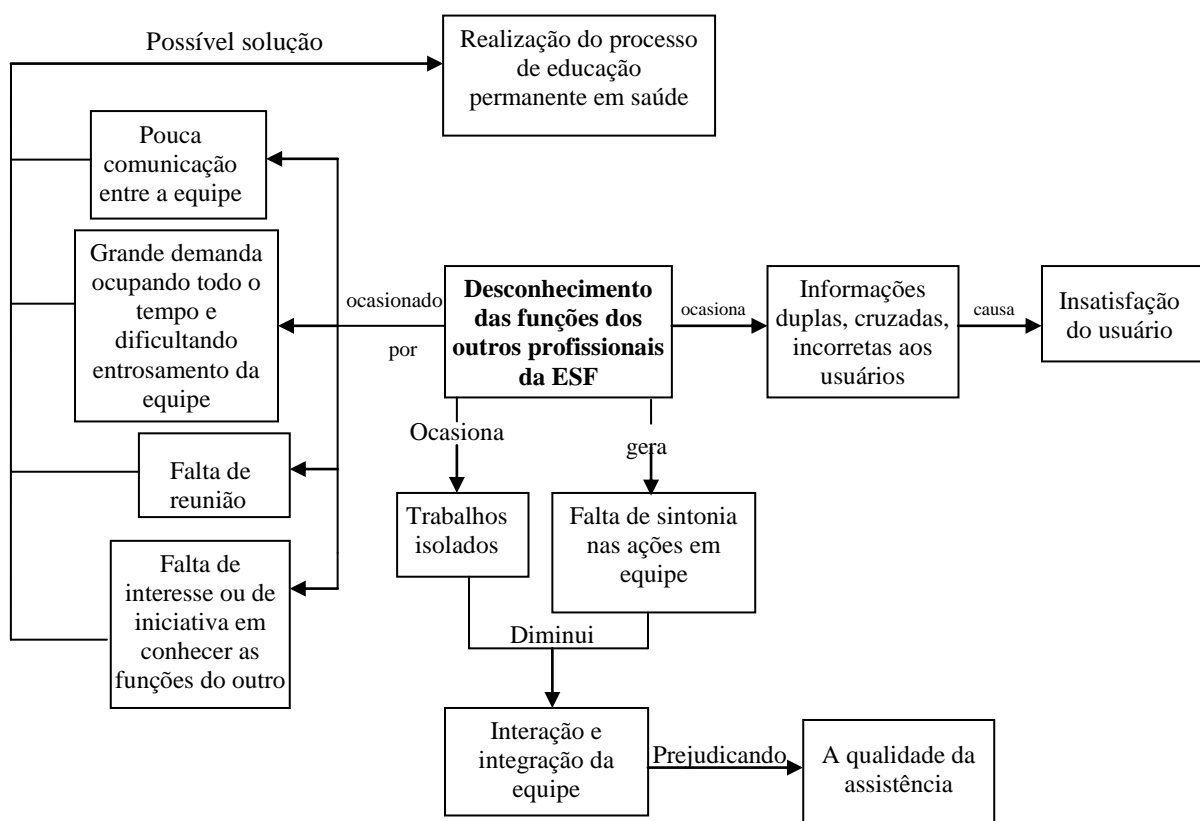 Possível solução
Realização do processo
de educação
permanente em saúde
Pouca
comunicação
entre a equipe
Grande demanda
ocupando todo o
tempo e
dificultando
entrosamento da
equipe
ocasionado
por
Desconhecimento
das funções dos
outros profissionais
da ESF
ocasiona
Informações
duplas, cruzadas,
incorretas aos
usuários
causa
Insatisfação
do usuário
Falta de
reunião
Ocasiona
gera
Trabalhos
isolados
Falta de sintonia
nas ações em
equipe
Falta de
interesse ou de
iniciativa em
conhecer as
funções do outro
Diminui
Interação e
integração da
equipe
Prejudicando
A qualidade da
assistência